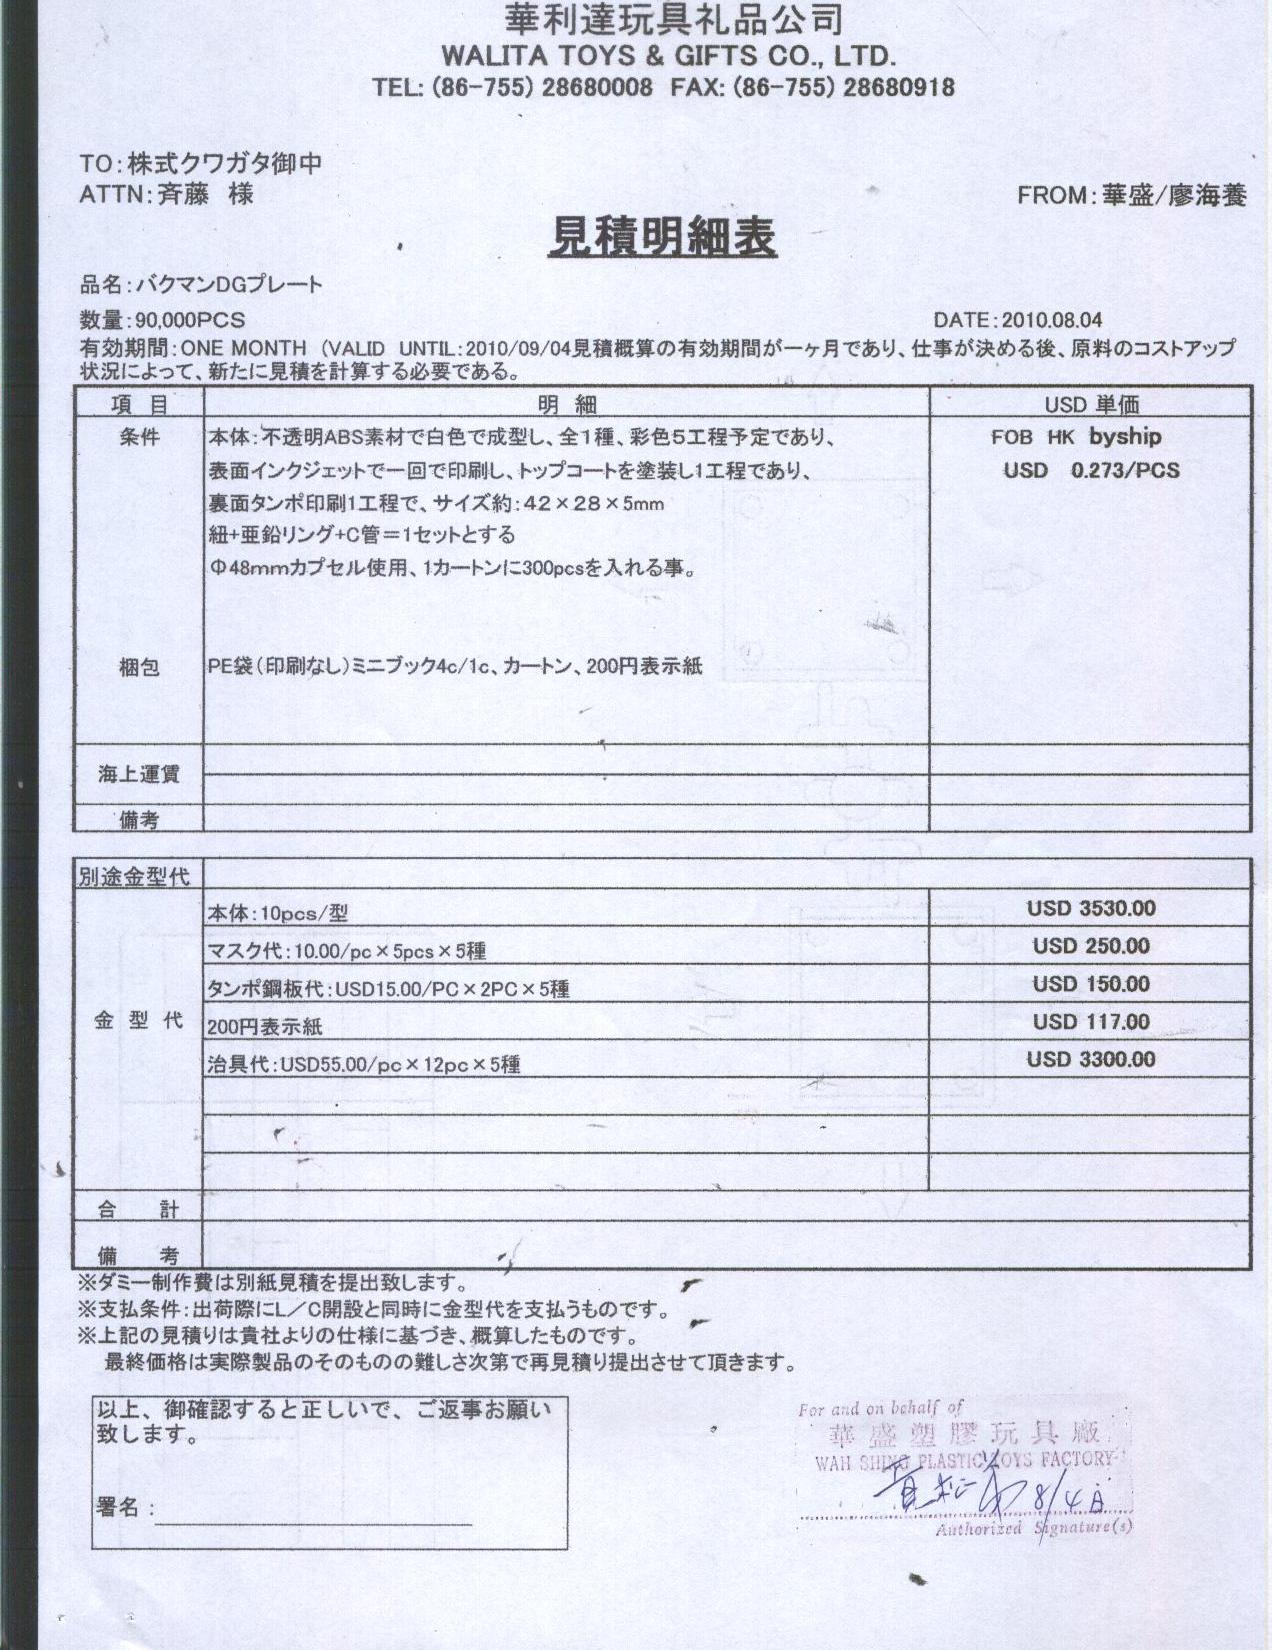 華利達玩具礼品公司
WALITA TOYS & GIFTS CO., LTD.
TEL: (86-755) 28680008 FAX: (86-755) 28680918
TO:株式クワガタ御中
ATTN:斉藤 様
FROM:華盛/廖海養
見積明細表
品名:バクマンDGプレート
数量:90,000PCS
DATE:2010.08.04
有効期間:ONE MONTH (VALID UNTIL:2010/09/04見積概算の有効期間が一ヶ月であり、仕事が決める後、原料のコストアップ
状況によって、新たに見積を計算する必要である。
項 目 明 細 USD 単価
条件 本体:不透明ABS素材で白色で成型し、全1種、彩色5工程予定であり、 FOB HK byship
表面インクジェットで一回で印刷し、トップコートを塗装し1工程であり、 USD 0.273/PCS
裏面タンポ印刷1工程で、サイズ約:42×28×5mm
紐+亜鉛リング+C管=1セットとする
Φ48mmカプセル使用、1カートンに300pcsを入れる事。
梱包 PE袋(印刷なし)ミニブック4c/1c、カートン、200円表示紙
海上運賃
備考
別途金型代
本体:10pcs/型 USD 3530.00
マスク代:10.00/pc×5pcs×5種 USD 250.00
タンポ鋼板代:USD15.00/PC×2PC×5種 USD 150.00
金 型 代
200円表示紙 USD 117.00
治具代:USD55.00/pc×12pc×5種 USD 3300.00
合 計
備 考
※ダミー制作費は別紙見積を提出致します。
※支払条件:出荷際にL/C開設と同時に金型代を支払うものです。
※上記の見積りは貴社よりの仕様に基づき、概算したものです。
最終価格は実際製品のそのものの難しさ次第で再見積り提出させて頂きます。
以上、御確認すると正しいで、ご返事お願い
致します。
署名:
For and on behalf of
華盛塑膠玩具廠
WAH SHING PLASTIC TOYS FACTORY
8/4日
Authorized Signature(s)